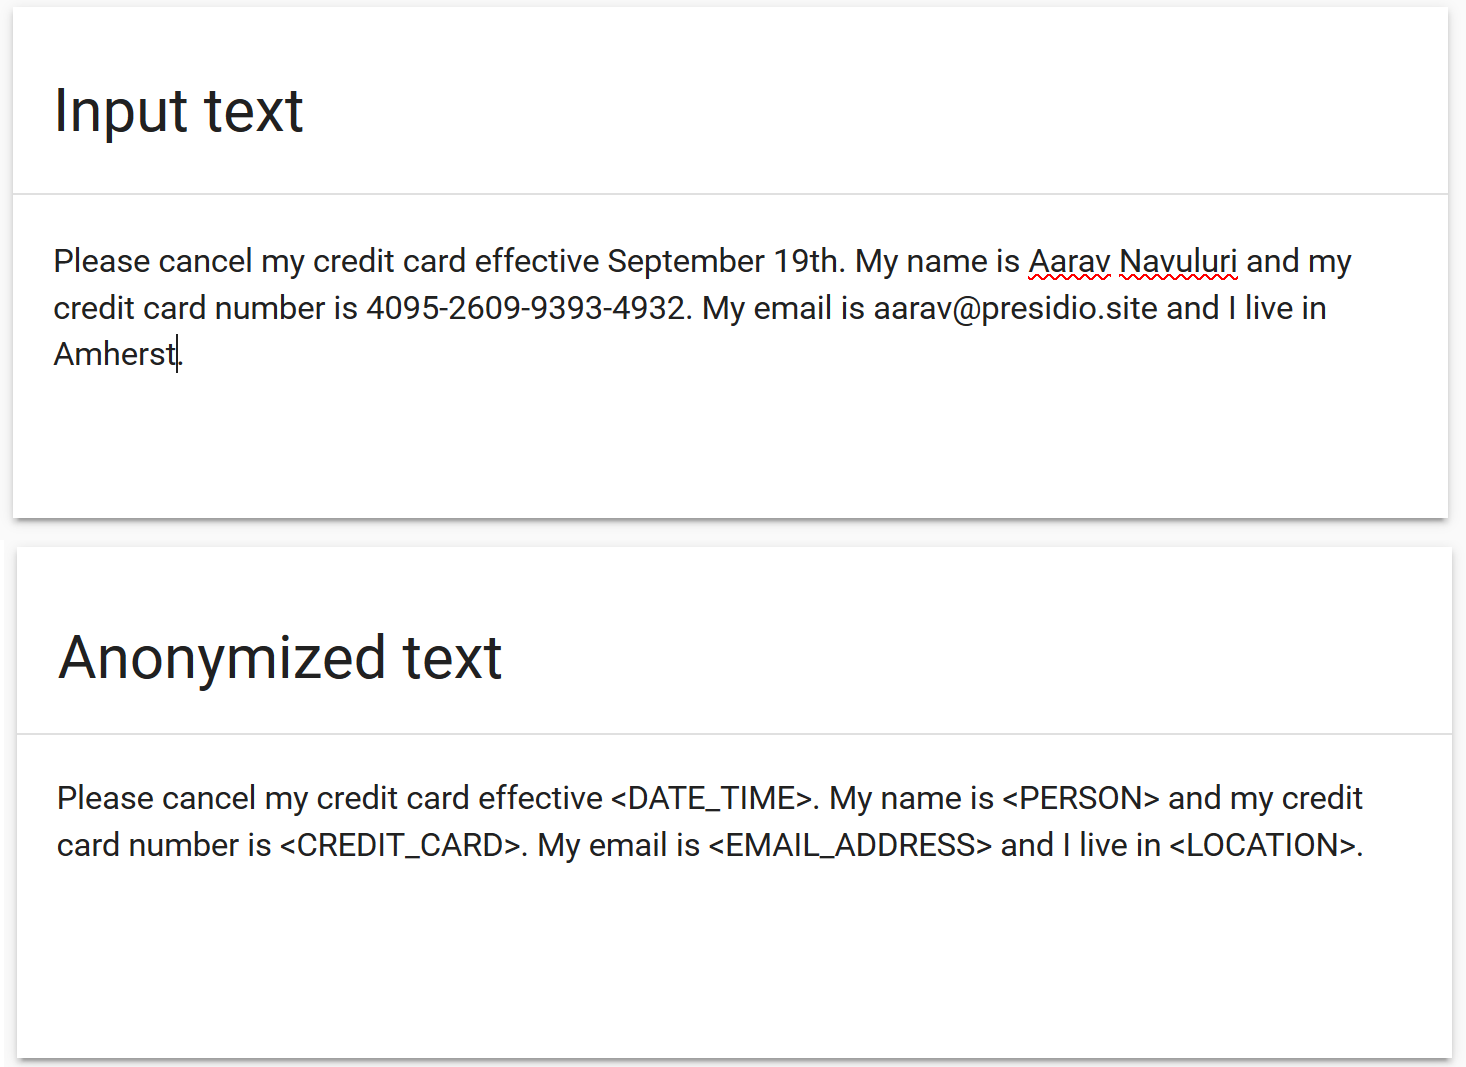 Input text
Please cancel my credit card effective September 19th. My name is Aarav Navuluri and my
credit card number is 4095-2609-9393-4932. My email is aarav@presidio.site and I live in
Amherst.
Anonymized text
Please cancel my credit card effective <DATE_TIME>. My name is <PERSON> and my credit
card number is <CREDIT_CARD>. My email is <EMAIL_ADDRESS> and I live in <LOCATION>.